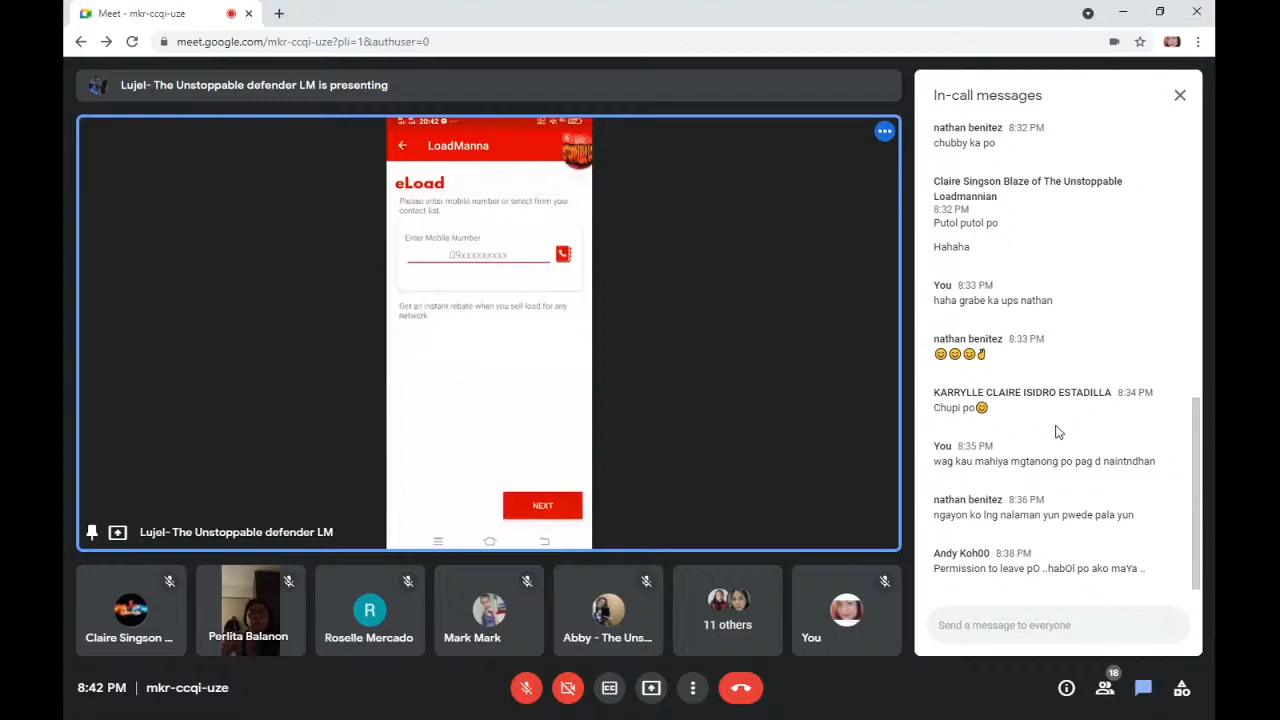 Meet - mkr-ccqi-uze
meet.google.com/mkr-ccqi-uze?pli=1&authuser=0
Lujel- The Unstoppable defender LM is presenting
20:42
LoadManna
eLoad
Please enter mobile number or select from your
contact list.
Enter Mobile Number
09xxxxxxxxx
Get an instant rebate when you sell load for any
network
NEXT
Lujel- The Unstoppable defender LM
Claire Singson ...
Perlita Balanon
R
Roselle Mercado
Mark Mark
Abby - The Uns...
11 others
You
8:42 PM | mkr-ccqi-uze
In-call messages
nathan benitez 8:32 PM
chubby ka po
Claire Singson Blaze of The Unstoppable
Loadmannian
8:32 PM
Putol putol po
Hahaha
You 8:33 PM
haha grabe ka ups nathan
nathan benitez 8:33 PM
😊😊😊✌
KARRYLLE CLAIRE ISIDRO ESTADILLA 8:34 PM
Chupi po😊
You 8:35 PM
wag kau mahiya mgtanong po pag d naintndhan
nathan benitez 8:36 PM
ngayon ko lng nalaman yun pwede pala yun
Andy Koh00 8:38 PM
Permission to leave pO ..habOl po ako maYa ..
Send a message to everyone
18